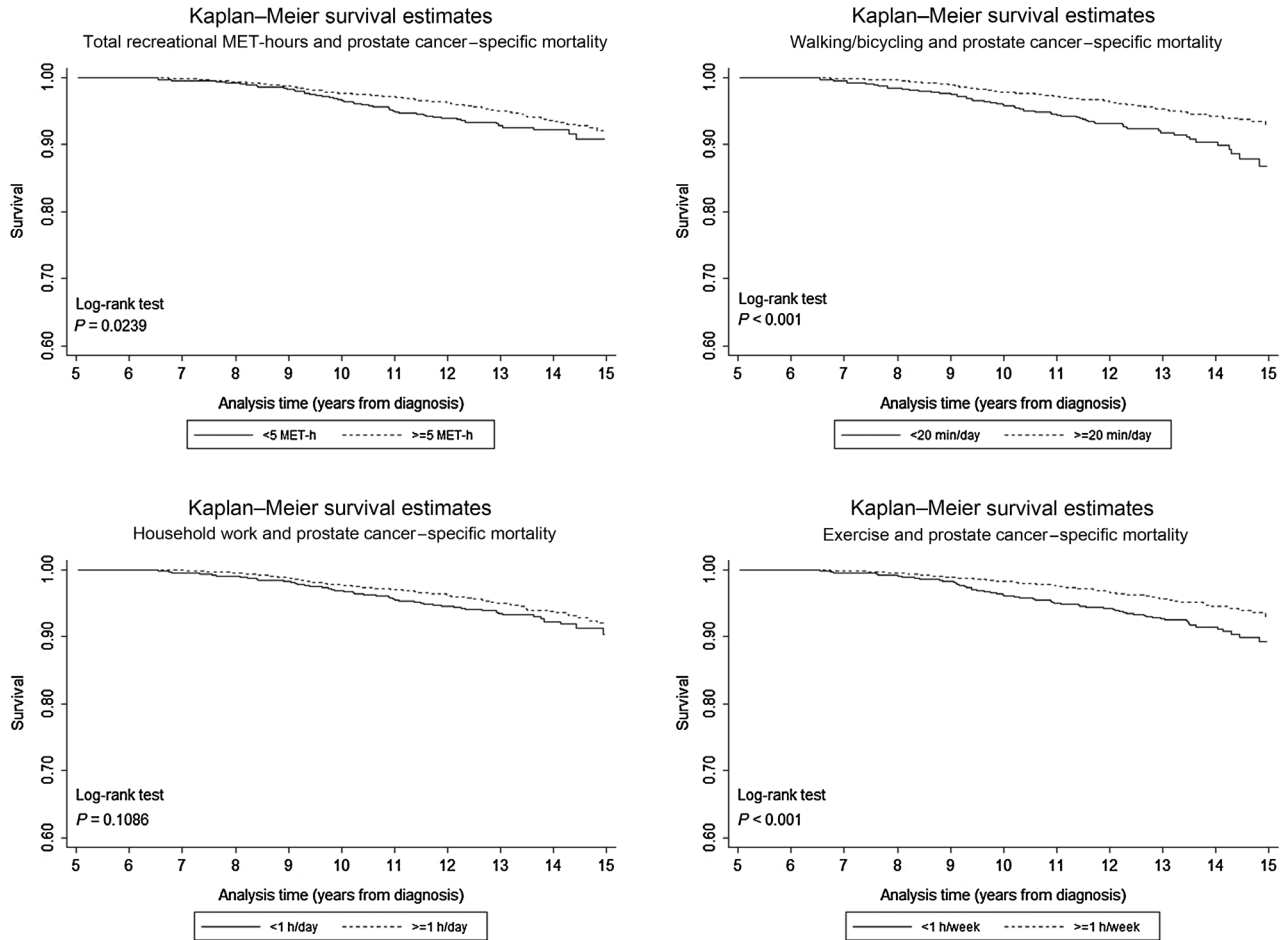 Kaplan–Meier survival estimates
Total recreational MET-hours and prostate cancer–specific mortality
1.00
0.90
0.80
0.70
0.60
Survival
Log-rank test
P = 0.0239
5 6 7 8 9 10 11 12 13 14 15
Analysis time (years from diagnosis)
<5 MET-h >=5 MET-h
Kaplan–Meier survival estimates
Walking/bicycling and prostate cancer–specific mortality
1.00
0.90
0.80
0.70
0.60
Survival
Log-rank test
P < 0.001
5 6 7 8 9 10 11 12 13 14 15
Analysis time (years from diagnosis)
<20 min/day >=20 min/day
Kaplan–Meier survival estimates
Household work and prostate cancer–specific mortality
1.00
0.90
0.80
0.70
0.60
Survival
Log-rank test
P = 0.1086
5 6 7 8 9 10 11 12 13 14 15
Analysis time (years from diagnosis)
<1 h/day >=1 h/day
Kaplan–Meier survival estimates
Exercise and prostate cancer–specific mortality
1.00
0.90
0.80
0.70
0.60
Survival
Log-rank test
P < 0.001
5 6 7 8 9 10 11 12 13 14 15
Analysis time (years from diagnosis)
<1 h/week >=1 h/week